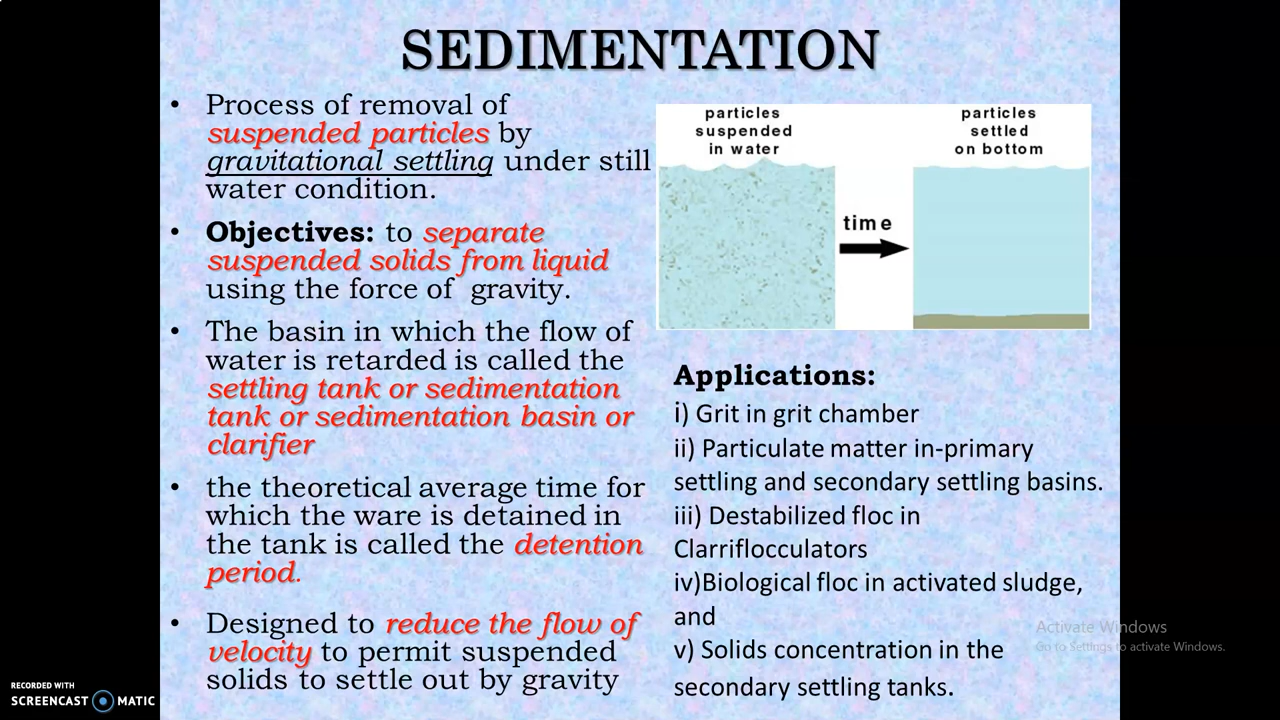 SEDIMENTATION
• Process of removal of
suspended particles by
gravitational settling under still
water condition.
• Objectives: to separate
suspended solids from liquid
using the force of gravity.
• The basin in which the flow of
water is retarded is called the
settling tank or sedimentation
tank or sedimentation basin or
clarifier
• the theoretical average time for
which the ware is detained in
the tank is called the detention
period.
• Designed to reduce the flow of
velocity to permit suspended
solids to settle out by gravity
particles
suspended
in water
time
particles
settled
on bottom
Applications:
i) Grit in grit chamber
ii) Particulate matter in-primary
settling and secondary settling basins.
iii) Destabilized floc in
Clarriflocculators
iv)Biological floc in activated sludge,
and
v) Solids concentration in the
secondary settling tanks.
Activate Windows
Go to Settings to activate Windows.
RECORDED WITH
SCREENCAST MATIC